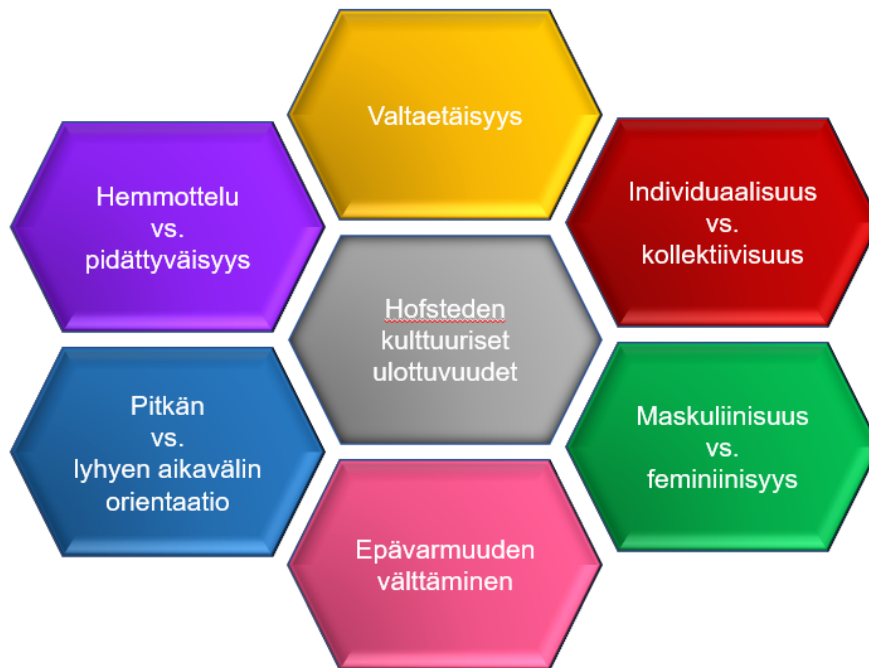 Valtaetäisyys
Hemmottelu
vs.
pidättyväisyys
Individuaalisuus
vs.
kollektiivisuus
Hofsteden
kulttuuriset
ulottuvuudet
Pitkän
vs.
lyhyen aikavälin
orientaatio
Maskuliinisuus
vs.
feminiinisyys
Epävarmuuden
välttäminen